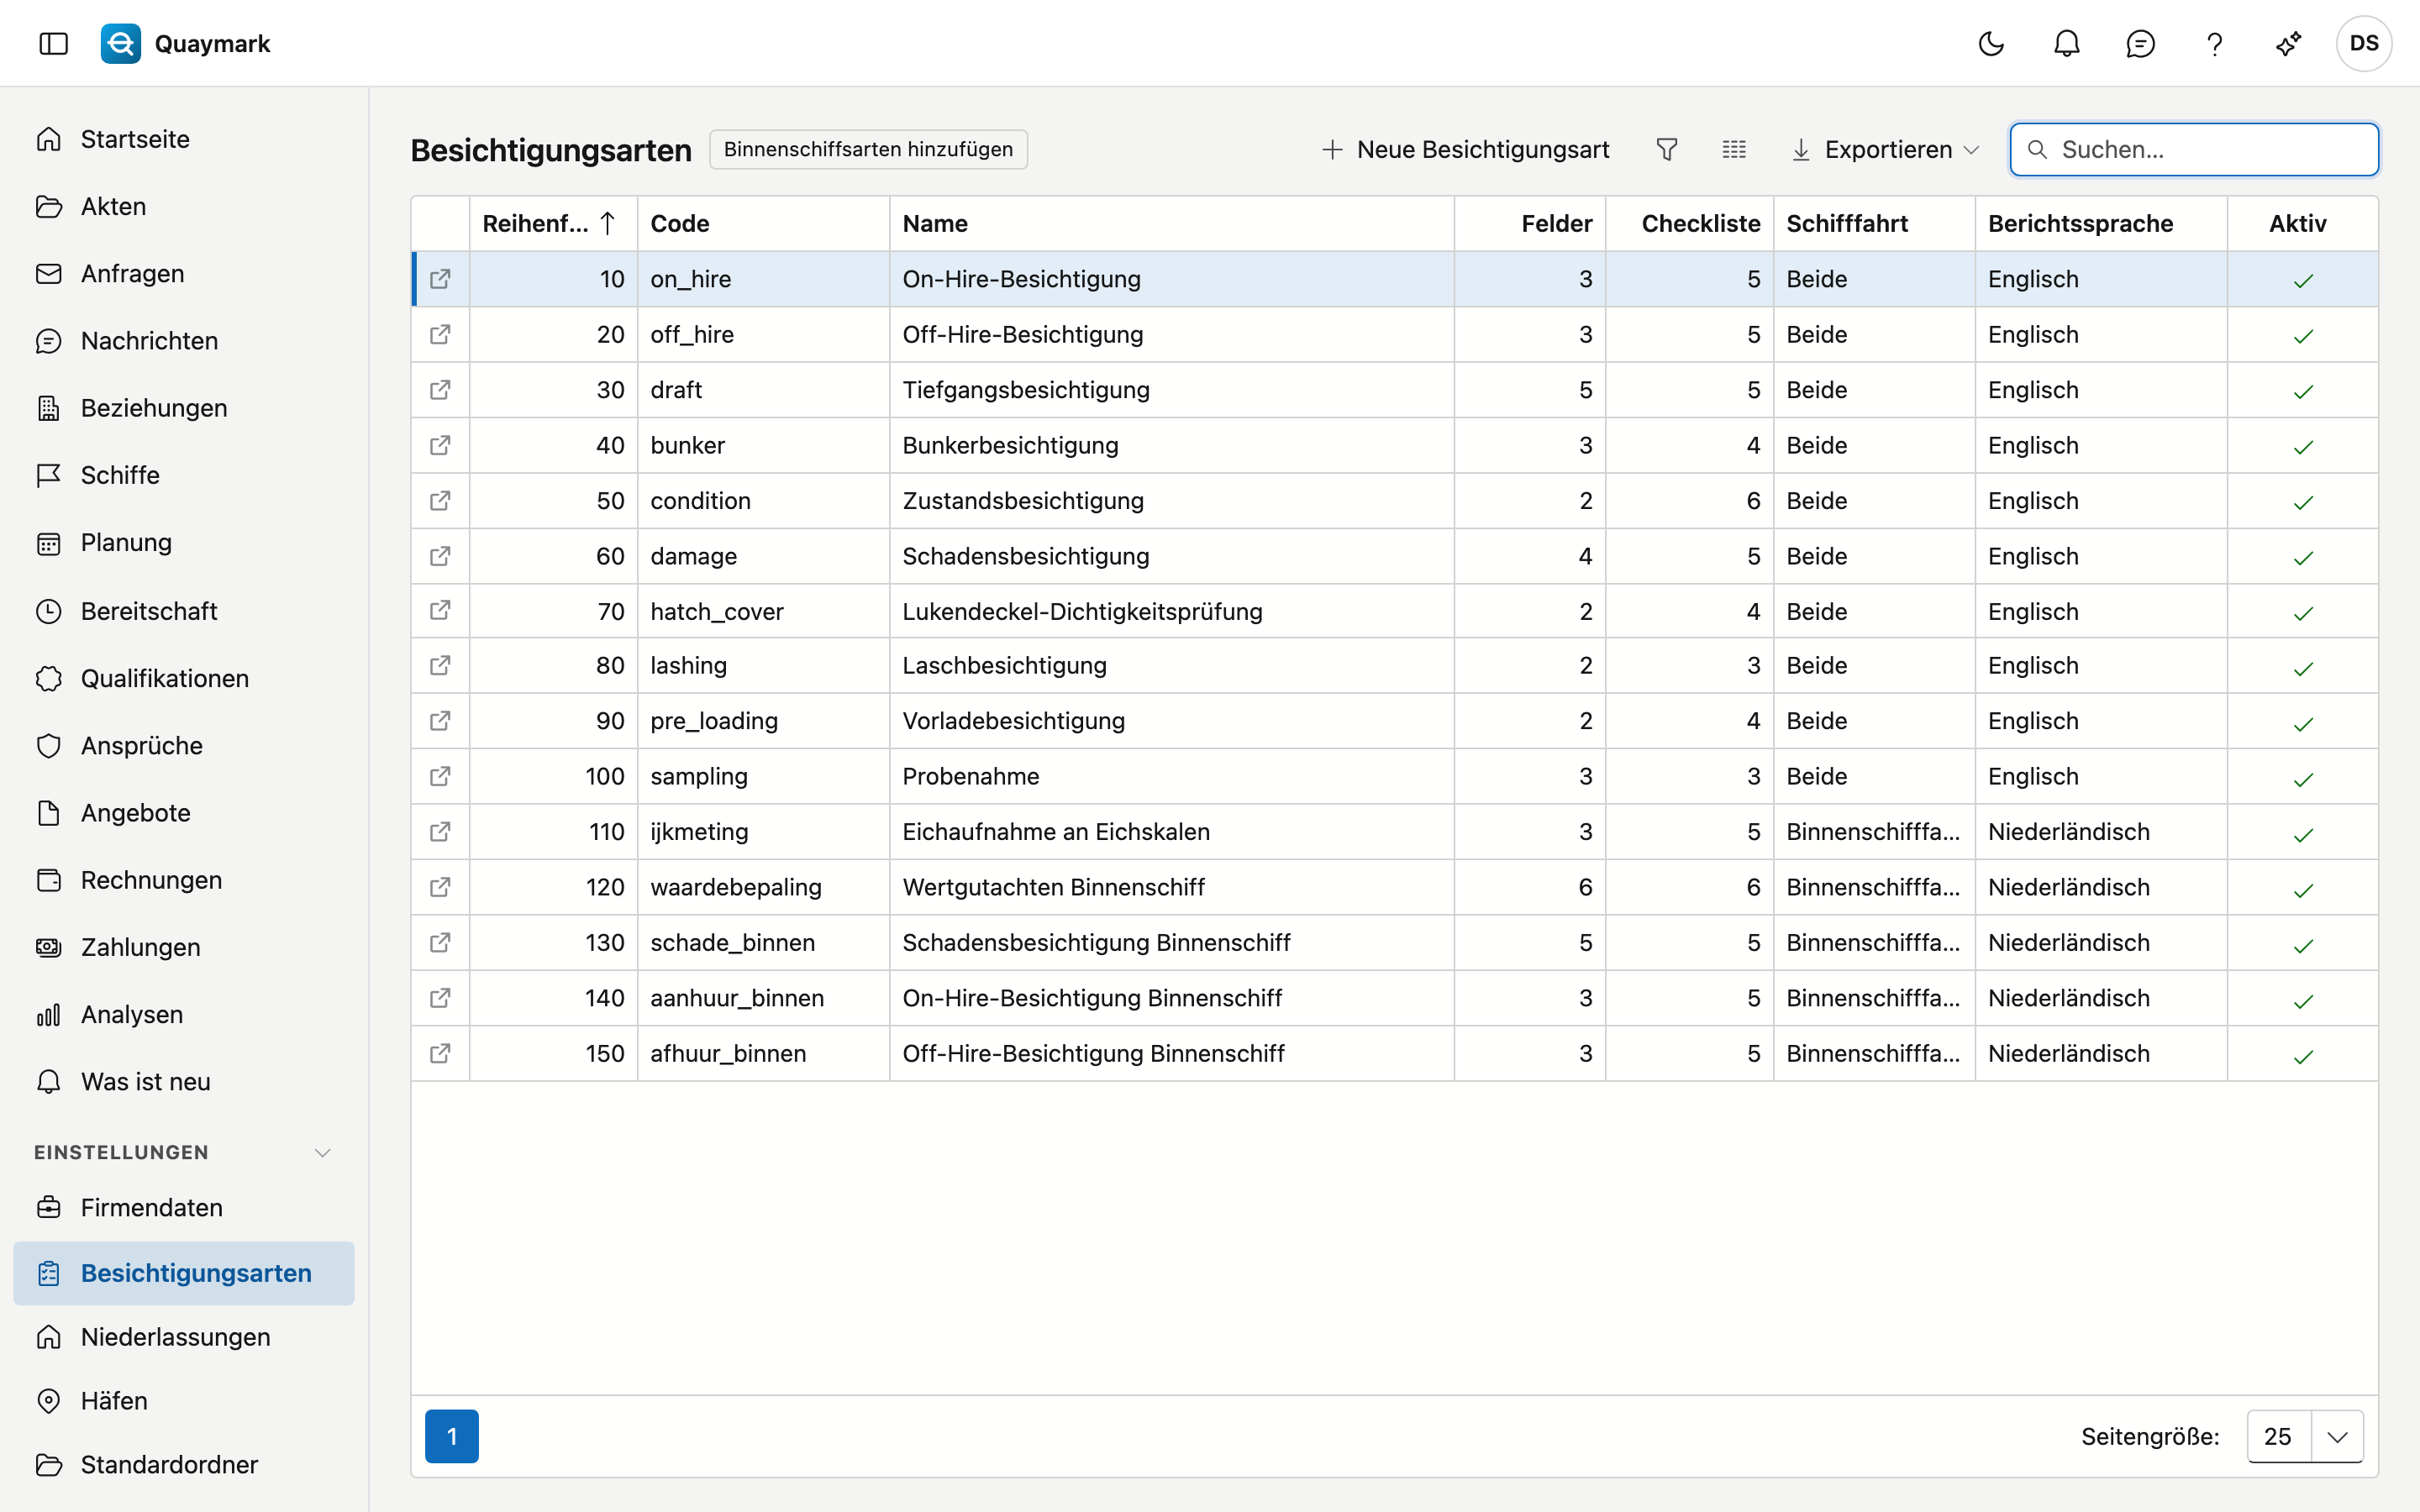 Quaymark
DS
Startseite
Akten
Anfragen
Nachrichten
Beziehungen
Schiffe
Planung
Bereitschaft
Qualifikationen
Ansprüche
Angebote
Rechnungen
Zahlungen
Analysen
Was ist neu
EINSTELLUNGEN
Firmendaten
Besichtigungsarten
Niederlassungen
Häfen
Standardordner
Besichtigungsarten Binnenschiffsarten hinzufügen Neue Besichtigungsart Exportieren Suchen...
Reihenf... Code Name Felder Checkliste Schifffahrt Berichtssprache Aktiv
10 on_hire On-Hire-Besichtigung 3 5 Beide Englisch
20 off_hire Off-Hire-Besichtigung 3 5 Beide Englisch
30 draft Tiefgangsbesichtigung 5 5 Beide Englisch
40 bunker Bunkerbesichtigung 3 4 Beide Englisch
50 condition Zustandsbesichtigung 2 6 Beide Englisch
60 damage Schadensbesichtigung 4 5 Beide Englisch
70 hatch_cover Lukendeckel-Dichtigkeitsprüfung 2 4 Beide Englisch
80 lashing Laschbesichtigung 2 3 Beide Englisch
90 pre_loading Vorladebesichtigung 2 4 Beide Englisch
100 sampling Probenahme 3 3 Beide Englisch
110 ijkmeting Eichaufnahme an Eichskalen 3 5 Binnenschifffa... Niederländisch
120 waardebepaling Wertgutachten Binnenschiff 6 6 Binnenschifffa... Niederländisch
130 schade_binnen Schadensbesichtigung Binnenschiff 5 5 Binnenschifffa... Niederländisch
140 aanhuur_binnen On-Hire-Besichtigung Binnenschiff 3 5 Binnenschifffa... Niederländisch
150 afhuur_binnen Off-Hire-Besichtigung Binnenschiff 3 5 Binnenschifffa... Niederländisch
1 Seitengröße: 25